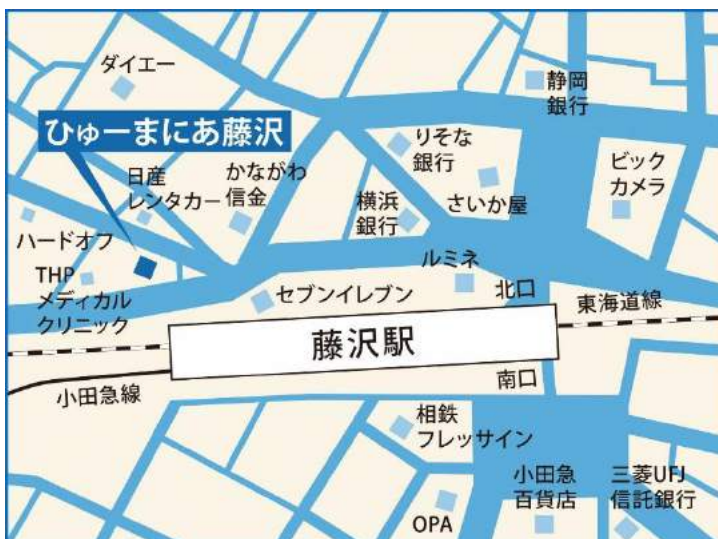 ダイエー
静岡
銀行
ひゅーまにあ藤沢
りそな
銀行
ビック
カメラ
日産
レンタカー
かながわ
信金
横浜
銀行
さいか屋
ハードオフ
THP
メディカル
クリニック
セブンイレブン
ルミネ
北口
東海道線
藤沢駅
小田急線
南口
相鉄
フレッサイン
小田急
百貨店
三菱UFJ
信託銀行
OPA